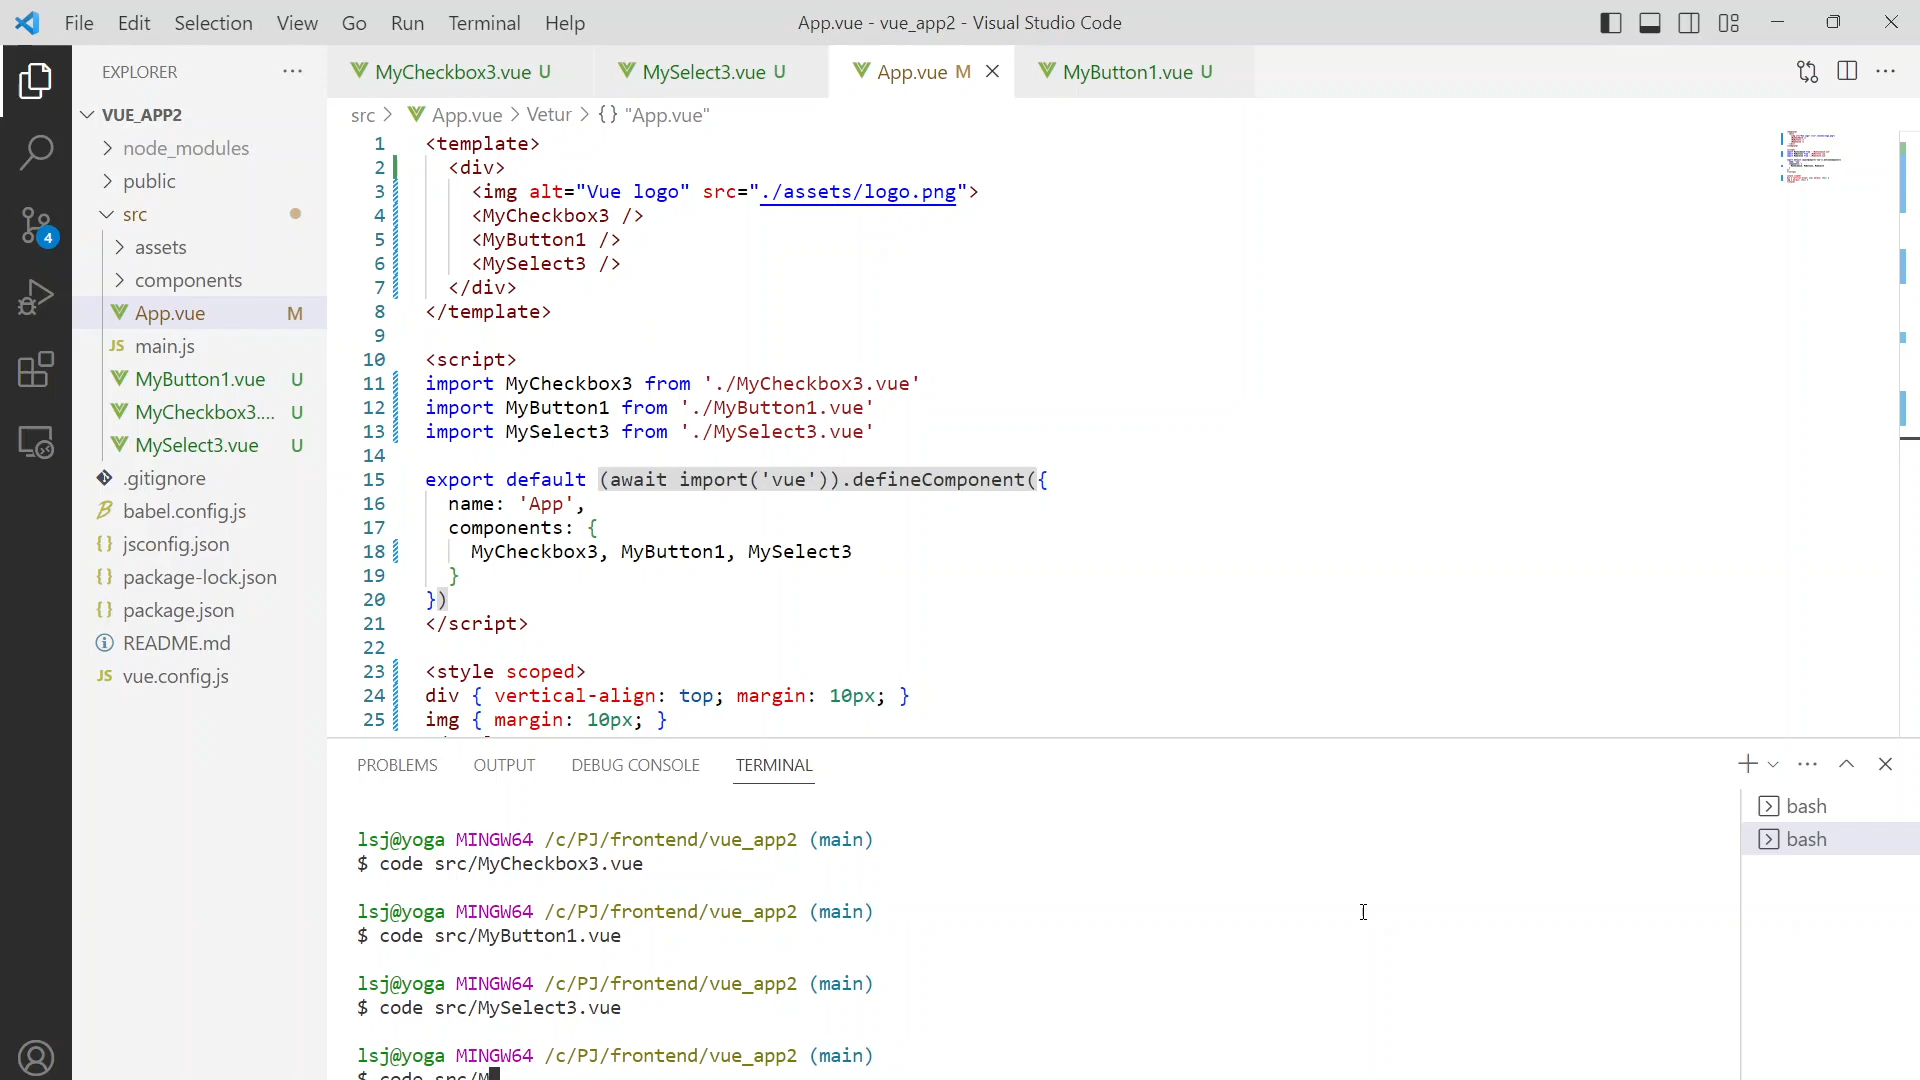 File Edit Selection View Go Run Terminal Help App.vue - vue_app2 - Visual Studio Code
EXPLORER
MyCheckbox3.vue U MySelect3.vue U App.vue M MyButton1.vue U
VUE_APP2
node_modules
public
src
assets
components
App.vue M
main.js
MyButton1.vue U
MyCheckbox3.... U
MySelect3.vue U
.gitignore
babel.config.js
jsconfig.json
package-lock.json
package.json
README.md
vue.config.js
4
src > App.vue > Vetur > {} "App.vue"
1 <template>
2 <div>
3 <img alt="Vue logo" src="./assets/logo.png">
4 <MyCheckbox3 />
5 <MyButton1 />
6 <MySelect3 />
7 </div>
8 </template>
9
10 <script>
11 import MyCheckbox3 from './MyCheckbox3.vue'
12 import MyButton1 from './MyButton1.vue'
13 import MySelect3 from './MySelect3.vue'
14
15 export default (await import('vue')).defineComponent({
16 name: 'App',
17 components: {
18 MyCheckbox3, MyButton1, MySelect3
19 }
20 })
21 </script>
22
23 <style scoped>
24 div { vertical-align: top; margin: 10px; }
25 img { margin: 10px; }
PROBLEMS OUTPUT DEBUG CONSOLE TERMINAL
bash
bash
lsj@yoga MINGW64 /c/PJ/frontend/vue_app2 (main)
$ code src/MyCheckbox3.vue
lsj@yoga MINGW64 /c/PJ/frontend/vue_app2 (main)
$ code src/MyButton1.vue
lsj@yoga MINGW64 /c/PJ/frontend/vue_app2 (main)
$ code src/MySelect3.vue
lsj@yoga MINGW64 /c/PJ/frontend/vue_app2 (main)
$ code src/M